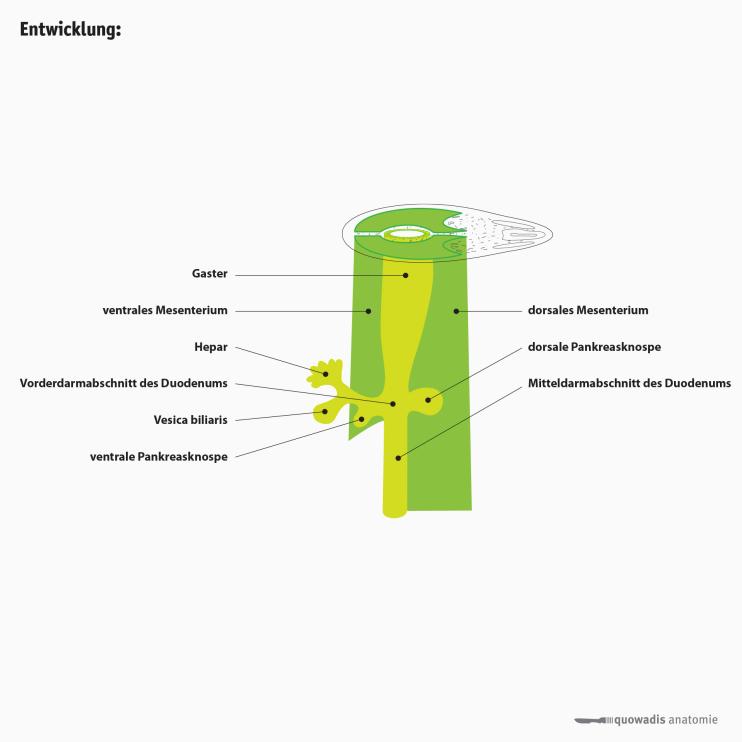 Entwicklung:
Gaster
ventrales Mesenterium
dorsales Mesenterium
Hepar
dorsale Pankreasknospe
Vorderdarmabschnitt des Duodenums
Mitteldarmabschnitt des Duodenums
Vesica biliaris
ventrale Pankreasknospe
quowadis anatomie